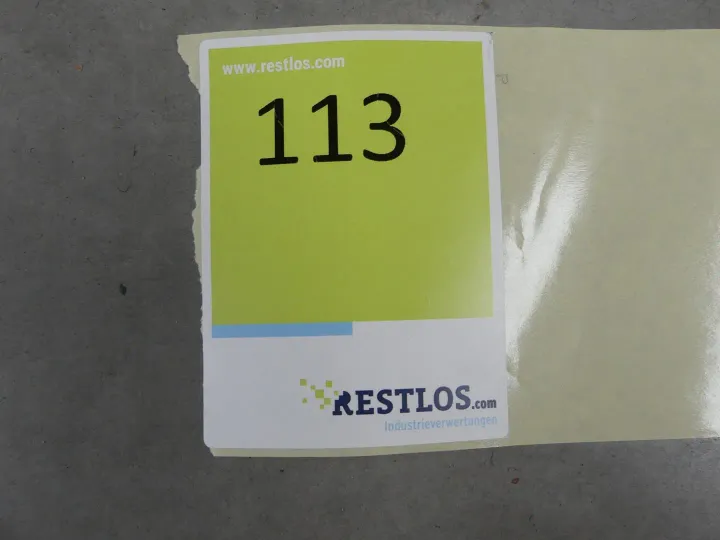 www.restlos.com
113
RESTLOS.com
Industrieverwertungen